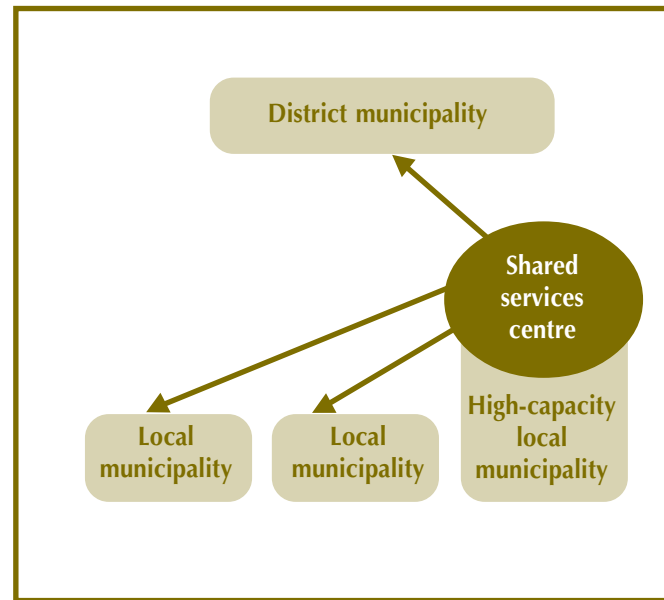 District municipality
Shared
services
centre
Local
municipality
Local
municipality
High-capacity
local
municipality